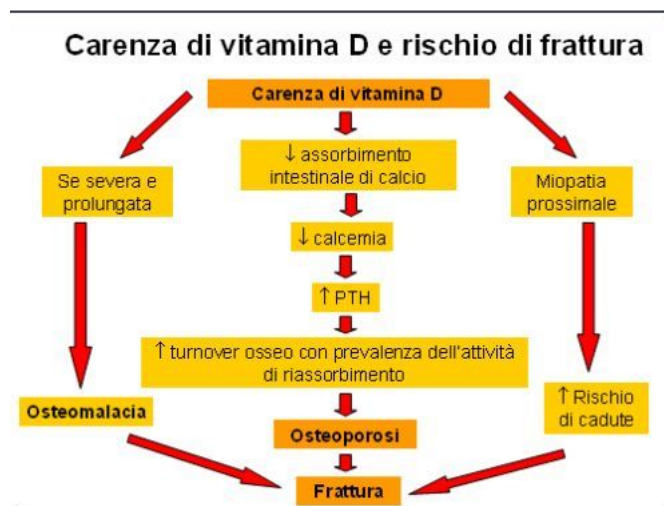 Carenza di vitamina D e rischio di frattura
Carenza di vitamina D
↓ assorbimento
intestinale di calcio
Se severa e
prolungata
Miopatia
prossimale
↓ calcemia
↑ PTH
↑ turnover osseo con prevalenza dell'attività
di riassorbimento
Osteomalacia
↑ Rischio
di cadute
Osteoporosi
Frattura